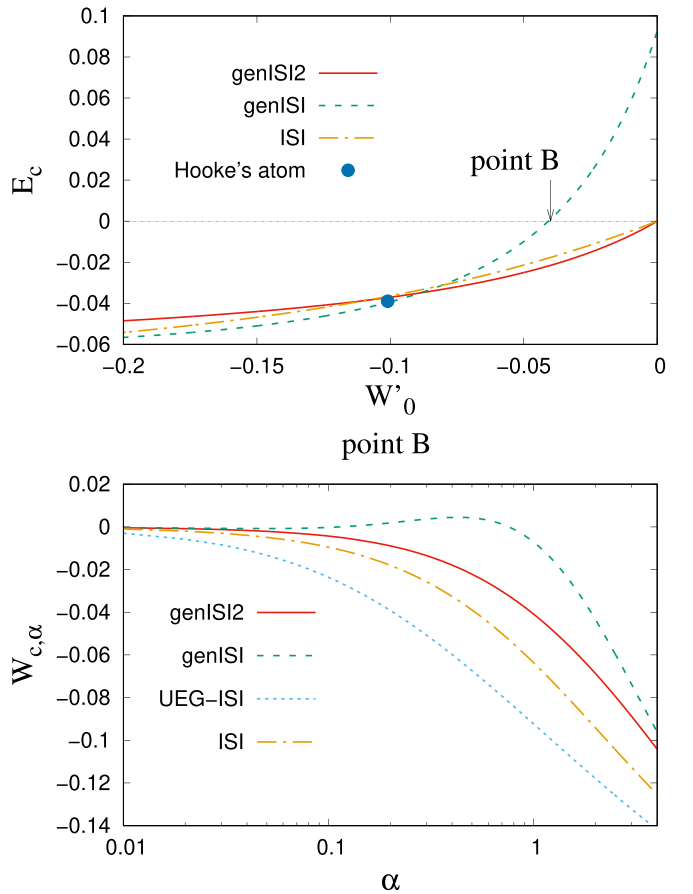 0.1
0.08
0.06
0.04
0.02
0
−0.02
−0.04
−0.06
E_c
genISI2
genISI
ISI
Hooke's atom
point B
−0.2
−0.15
−0.1
−0.05
0
W'_0
point B
0.02
0
−0.02
−0.04
−0.06
−0.08
−0.1
−0.12
−0.14
W_{c,α}
genISI2
genISI
UEG−ISI
ISI
0.01
0.1
1
α